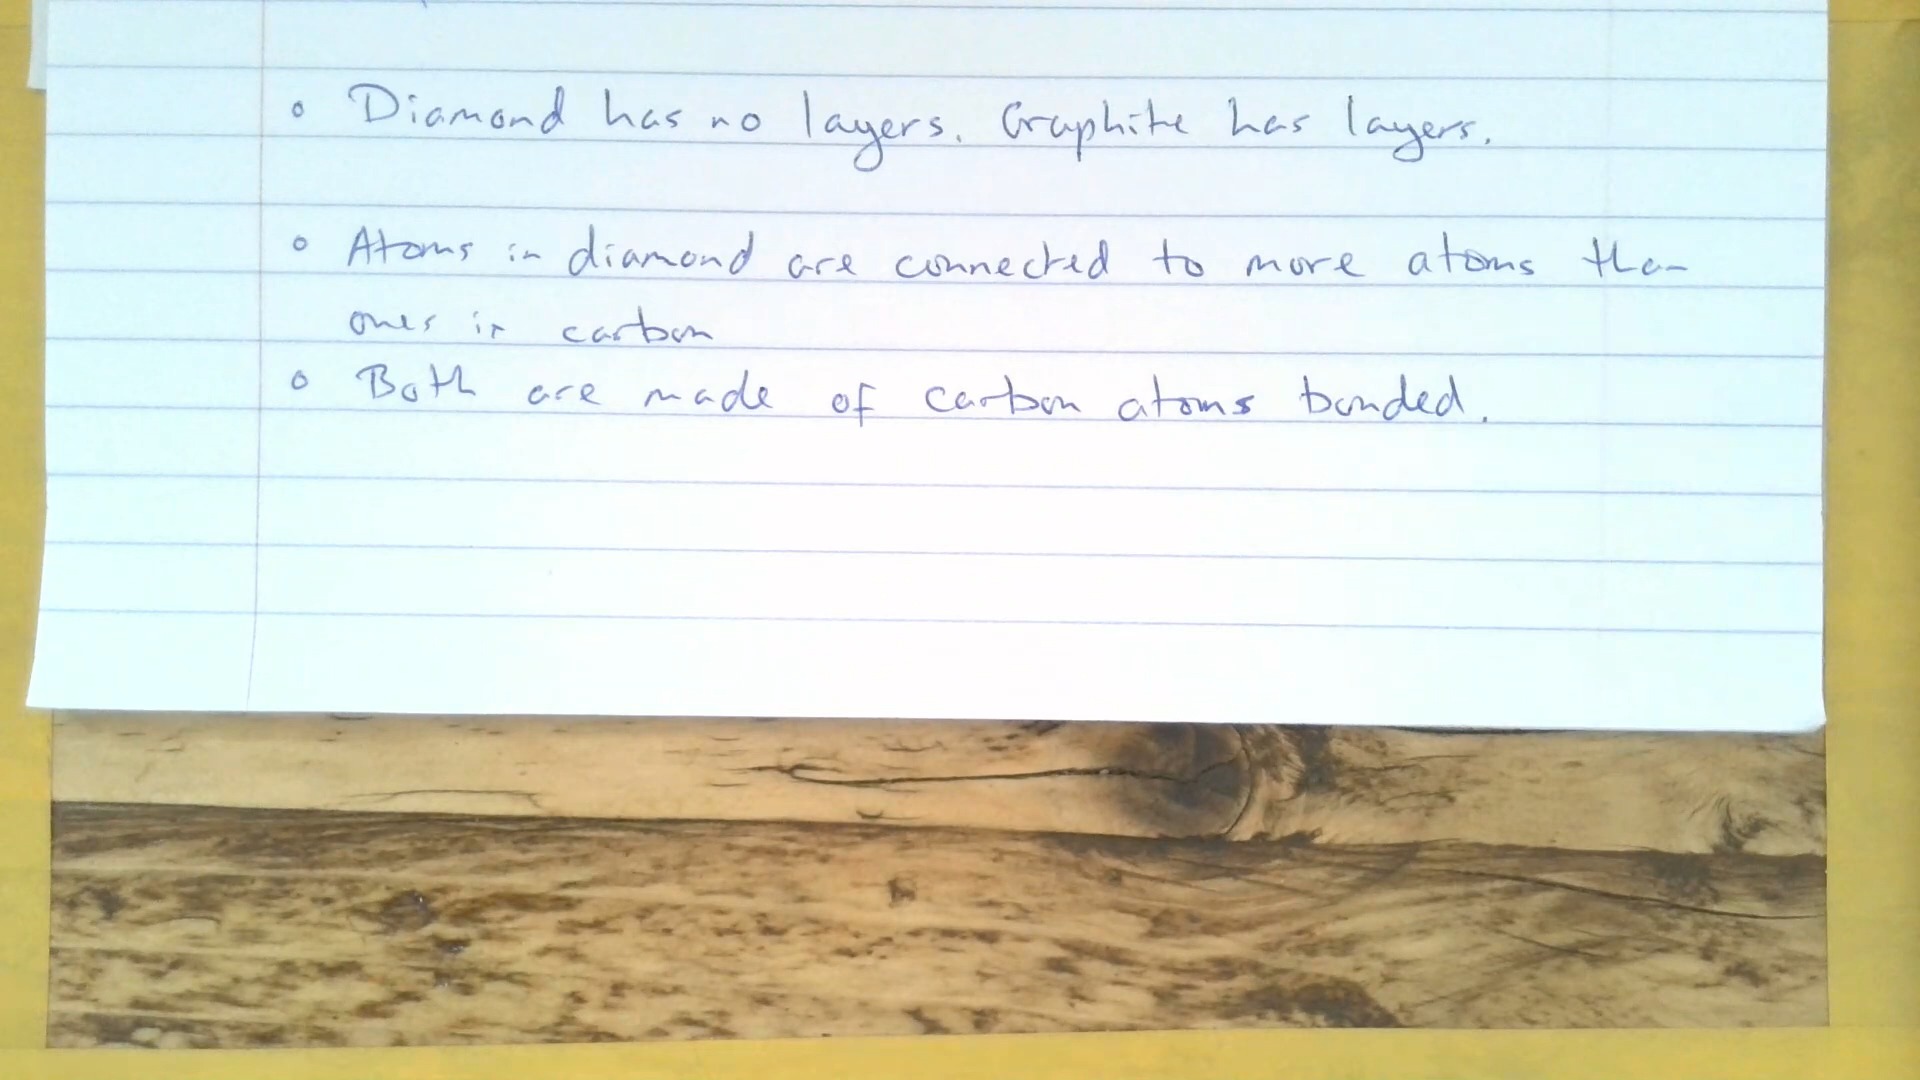 ◦ Diamond has no layers. Graphite has layers.
◦ Atoms in diamond are connected to more atoms than
ones in carbon
◦ Both are made of carbon atoms bonded.